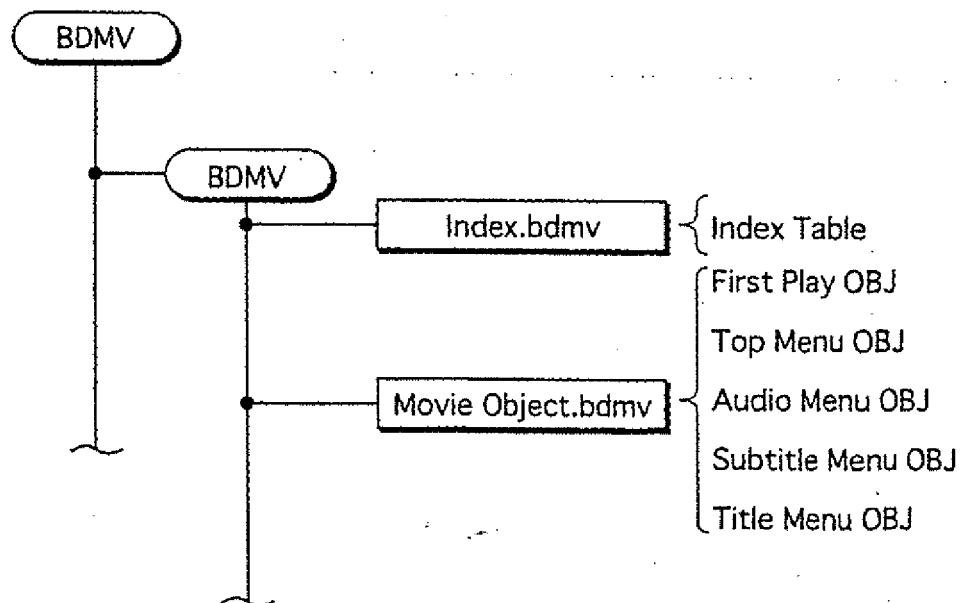 BDMV
BDMV
Index.bdmv
Index Table
First Play OBJ
Top Menu OBJ
Movie Object.bdmv
Audio Menu OBJ
Subtitle Menu OBJ
Title Menu OBJ